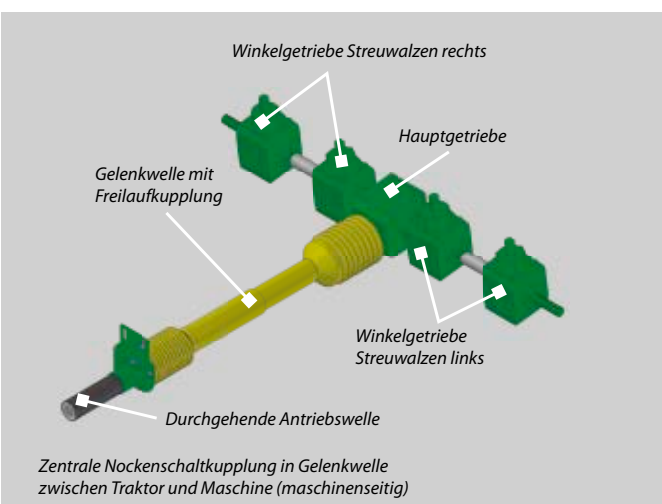 Winkelgetriebe Streuwalzen rechts
Hauptgetriebe
Gelenkwelle mit
Freilaufkupplung
Winkelgetriebe
Streuwalzen links
Durchgehende Antriebswelle
Zentrale Nockenschaltkupplung in Gelenkwelle
zwischen Traktor und Maschine (maschinenseitig)